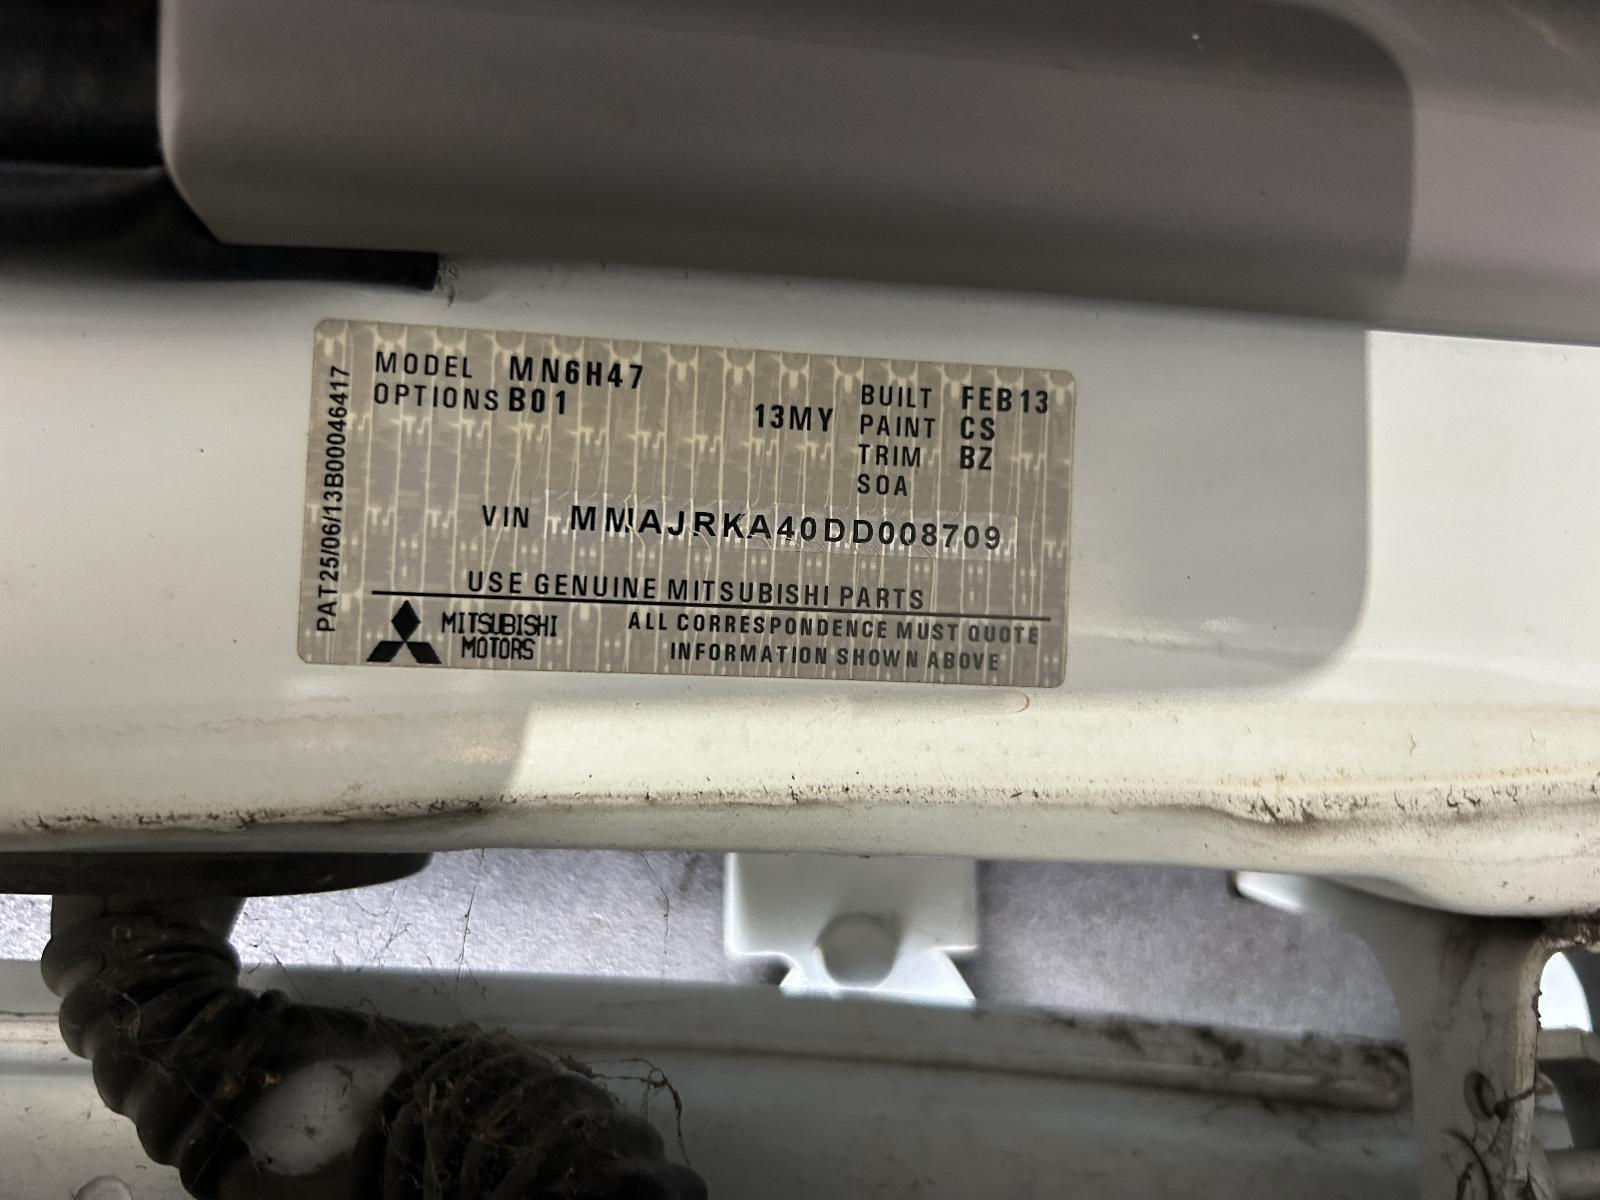 MODEL MN6H47
OPTIONS B01
13MY
BUILT FEB13
PAINT CS
TRIM BZ
SOA
VIN MMAJRKA40DD008709
USE GENUINE MITSUBISHI PARTS
MITSUBISHI
MOTORS
ALL CORRESPONDENCE MUST QUOTE
INFORMATION SHOWN ABOVE
PAT25/06/13B00046417